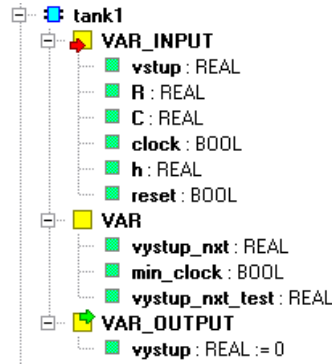 tank1
VAR_INPUT
vstup : REAL
R : REAL
C : REAL
clock : BOOL
h : REAL
reset : BOOL
VAR
vystup_nxt : REAL
min_clock : BOOL
vystup_nxt_test : REAL
VAR_OUTPUT
vystup : REAL := 0